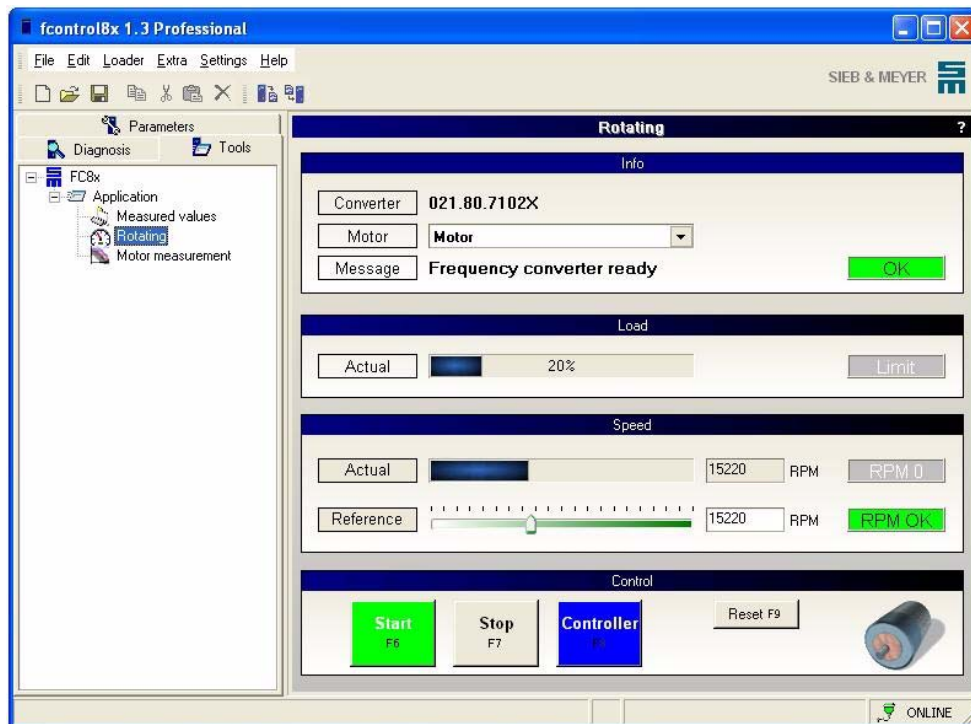 fcontrol8x 1.3 Professional
File Edit Loader Extra Settings Help
SIEB & MEYER
Parameters
Diagnosis
Tools
FC8x
Application
Measured values
Rotating
Motor measurement
Rotating ?
Info
Converter 021.80.7102X
Motor Motor
Message Frequency converter ready OK
Load
Actual 20% Limit
Speed
Actual 15220 RPM RPM 0
Reference 15220 RPM RPM OK
Control
Start
F6
Stop
F7
Controller
Reset F9
ONLINE